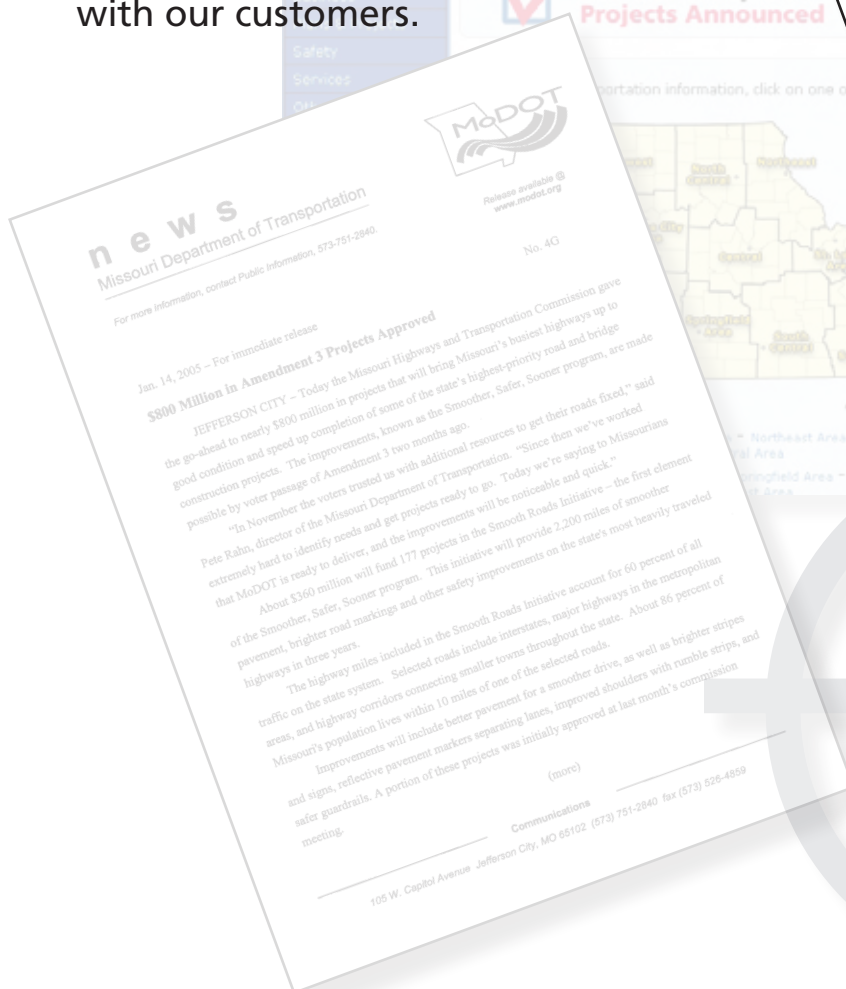 with our customers.
Projects Announced
Safety
Services
portation information, click on one o
North
Central
Northeast
Central
Springfield
Area
South
Central
- Northeast Area
ral Area
pringfield Area -
st Area
MoDOT
Release available @
www.modot.org
news
Missouri Department of Transportation
For more information, contact Public Information, 573-751-2840.
No. 4G
Jan. 14, 2005 – For immediate release
$800 Million in Amendment 3 Projects Approved
JEFFERSON CITY – Today the Missouri Highways and Transportation Commission gave
the go-ahead to nearly $800 million in projects that will bring Missouri's busiest highways up to
good condition and speed up completion of some of the state's highest-priority road and bridge
construction projects. The improvements, known as the Smoother, Safer, Sooner program, are made
possible by voter passage of Amendment 3 two months ago.
"In November the voters trusted us with additional resources to get their roads fixed," said
Pete Rahn, director of the Missouri Department of Transportation. "Since then we've worked
extremely hard to identify needs and get projects ready to go. Today we're saying to Missourians
that MoDOT is ready to deliver, and the improvements will be noticeable and quick."
About $360 million will fund 177 projects in the Smooth Roads Initiative – the first element
of the Smoother, Safer, Sooner program. This initiative will provide 2,200 miles of smoother
pavement, brighter road markings and other safety improvements on the state's most heavily traveled
highways in three years.
The highway miles included in the Smooth Roads Initiative account for 60 percent of all
traffic on the state system. Selected roads include interstates, major highways in the metropolitan
areas, and highway corridors connecting smaller towns throughout the state. About 86 percent of
Missouri's population lives within 10 miles of one of the selected roads.
Improvements will include better pavement for a smoother drive, as well as brighter stripes
and signs, reflective pavement markers separating lanes, improved shoulders with rumble strips, and
safer guardrails. A portion of these projects was initially approved at last month's commission
meeting.
(more)
Communications
105 W. Capitol Avenue Jefferson City, MO 65102 (573) 751-2840 fax (573) 526-4859